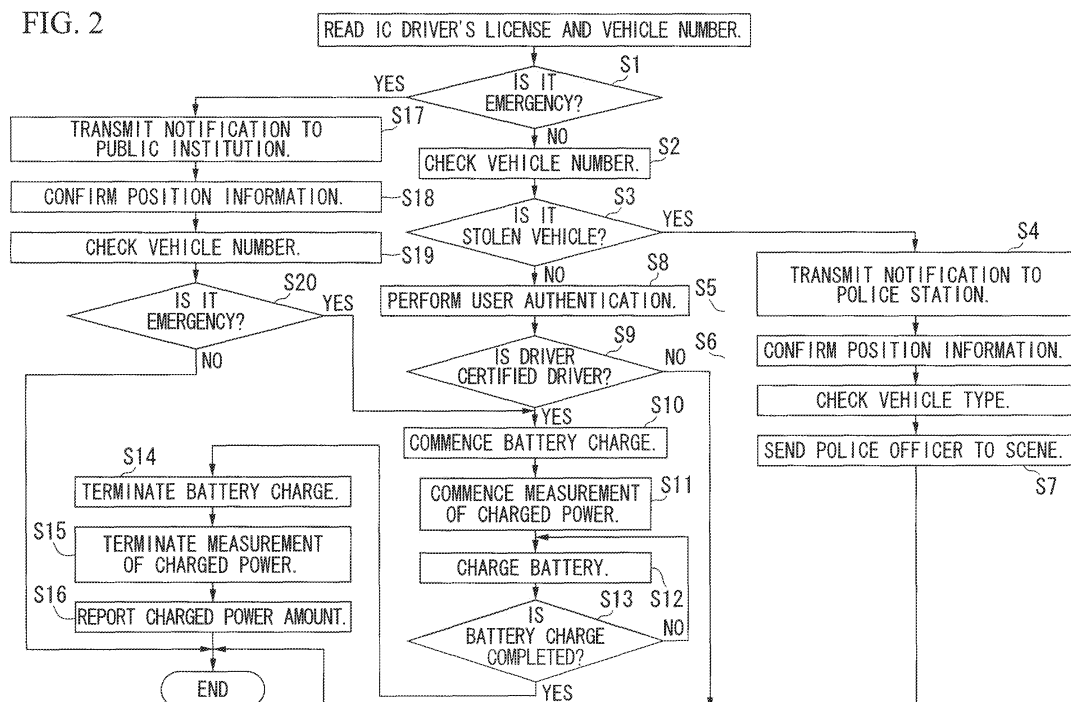 FIG. 2
READ IC DRIVER'S LICENSE AND VEHICLE NUMBER.
S1
IS IT
EMERGENCY?
YES
NO
S17
TRANSMIT NOTIFICATION TO
PUBLIC INSTITUTION.
S2
CHECK VEHICLE NUMBER.
CONFIRM POSITION INFORMATION.
S18
S3
IS IT
STOLEN VEHICLE?
YES
NO
CHECK VEHICLE NUMBER.
S19
S4
TRANSMIT NOTIFICATION TO
POLICE STATION.
S20
IS IT
EMERGENCY?
YES
NO
S8
PERFORM USER AUTHENTICATION.
S5
S9
IS DRIVER
CERTIFIED DRIVER?
NO
YES
S6
CONFIRM POSITION INFORMATION.
CHECK VEHICLE TYPE.
SEND POLICE OFFICER TO SCENE.
S7
S10
COMMENCE BATTERY CHARGE.
S14
TERMINATE BATTERY CHARGE.
S11
COMMENCE MEASUREMENT
OF CHARGED POWER.
S15
TERMINATE MEASUREMENT
OF CHARGED POWER.
CHARGE BATTERY.
S12
S16
REPORT CHARGED POWER AMOUNT.
S13
IS
BATTERY CHARGE
COMPLETED?
NO
YES
END